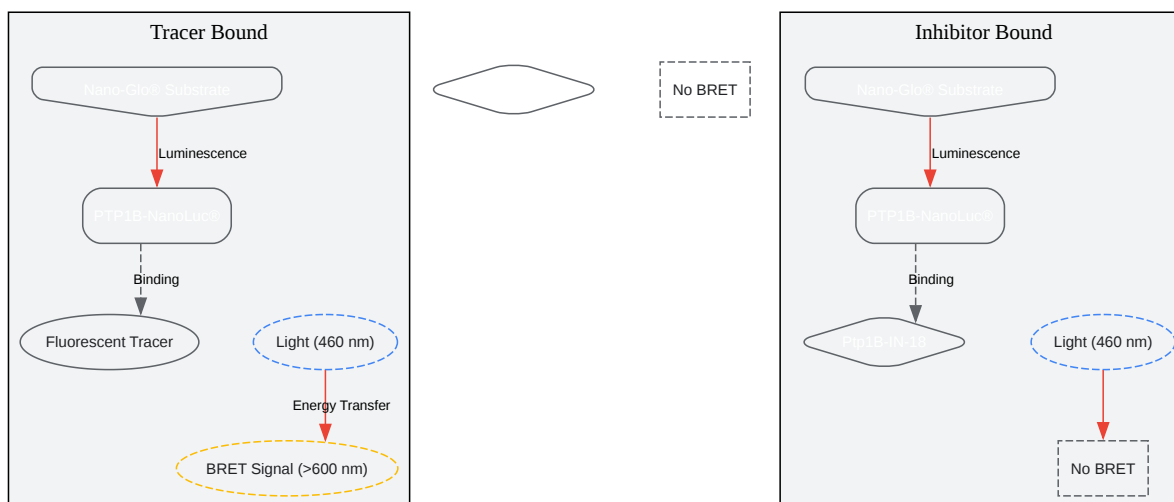 Tracer Bound
Nano-Glo® Substrate
Luminescence
PTP1B-NanoLuc®
Binding
Fluorescent Tracer
Light (460 nm)
Energy Transfer
BRET Signal (>600 nm)
No BRET
Inhibitor Bound
Nano-Glo® Substrate
Luminescence
PTP1B-NanoLuc®
Binding
Ptp1B-IN-18
Light (460 nm)
No BRET